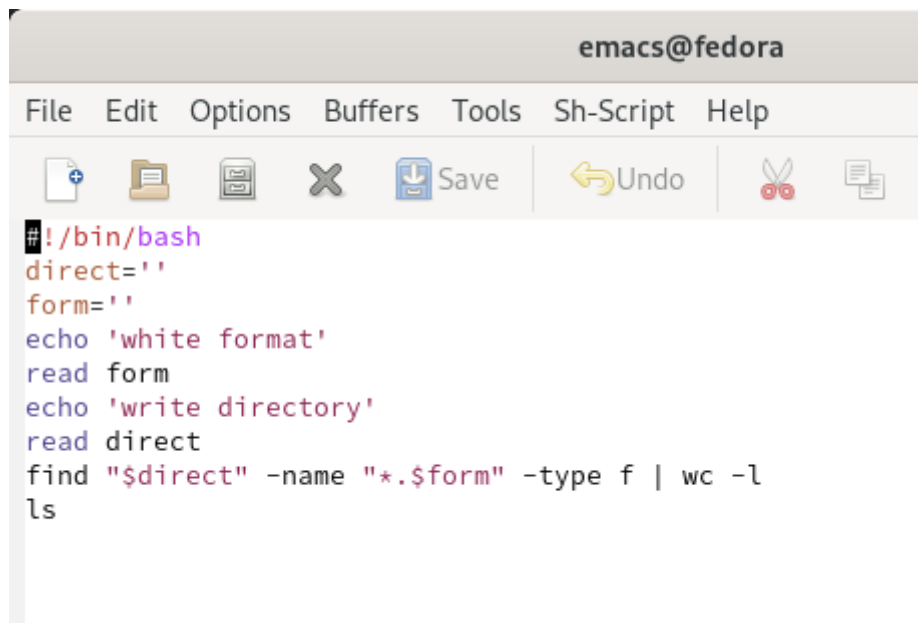 emacs@fedora
File Edit Options Buffers Tools Sh-Script Help
Save Undo
#!/bin/bash
direct=''
form=''
echo 'white format'
read form
echo 'write directory'
read direct
find "$direct" -name "*.$form" -type f | wc -l
ls